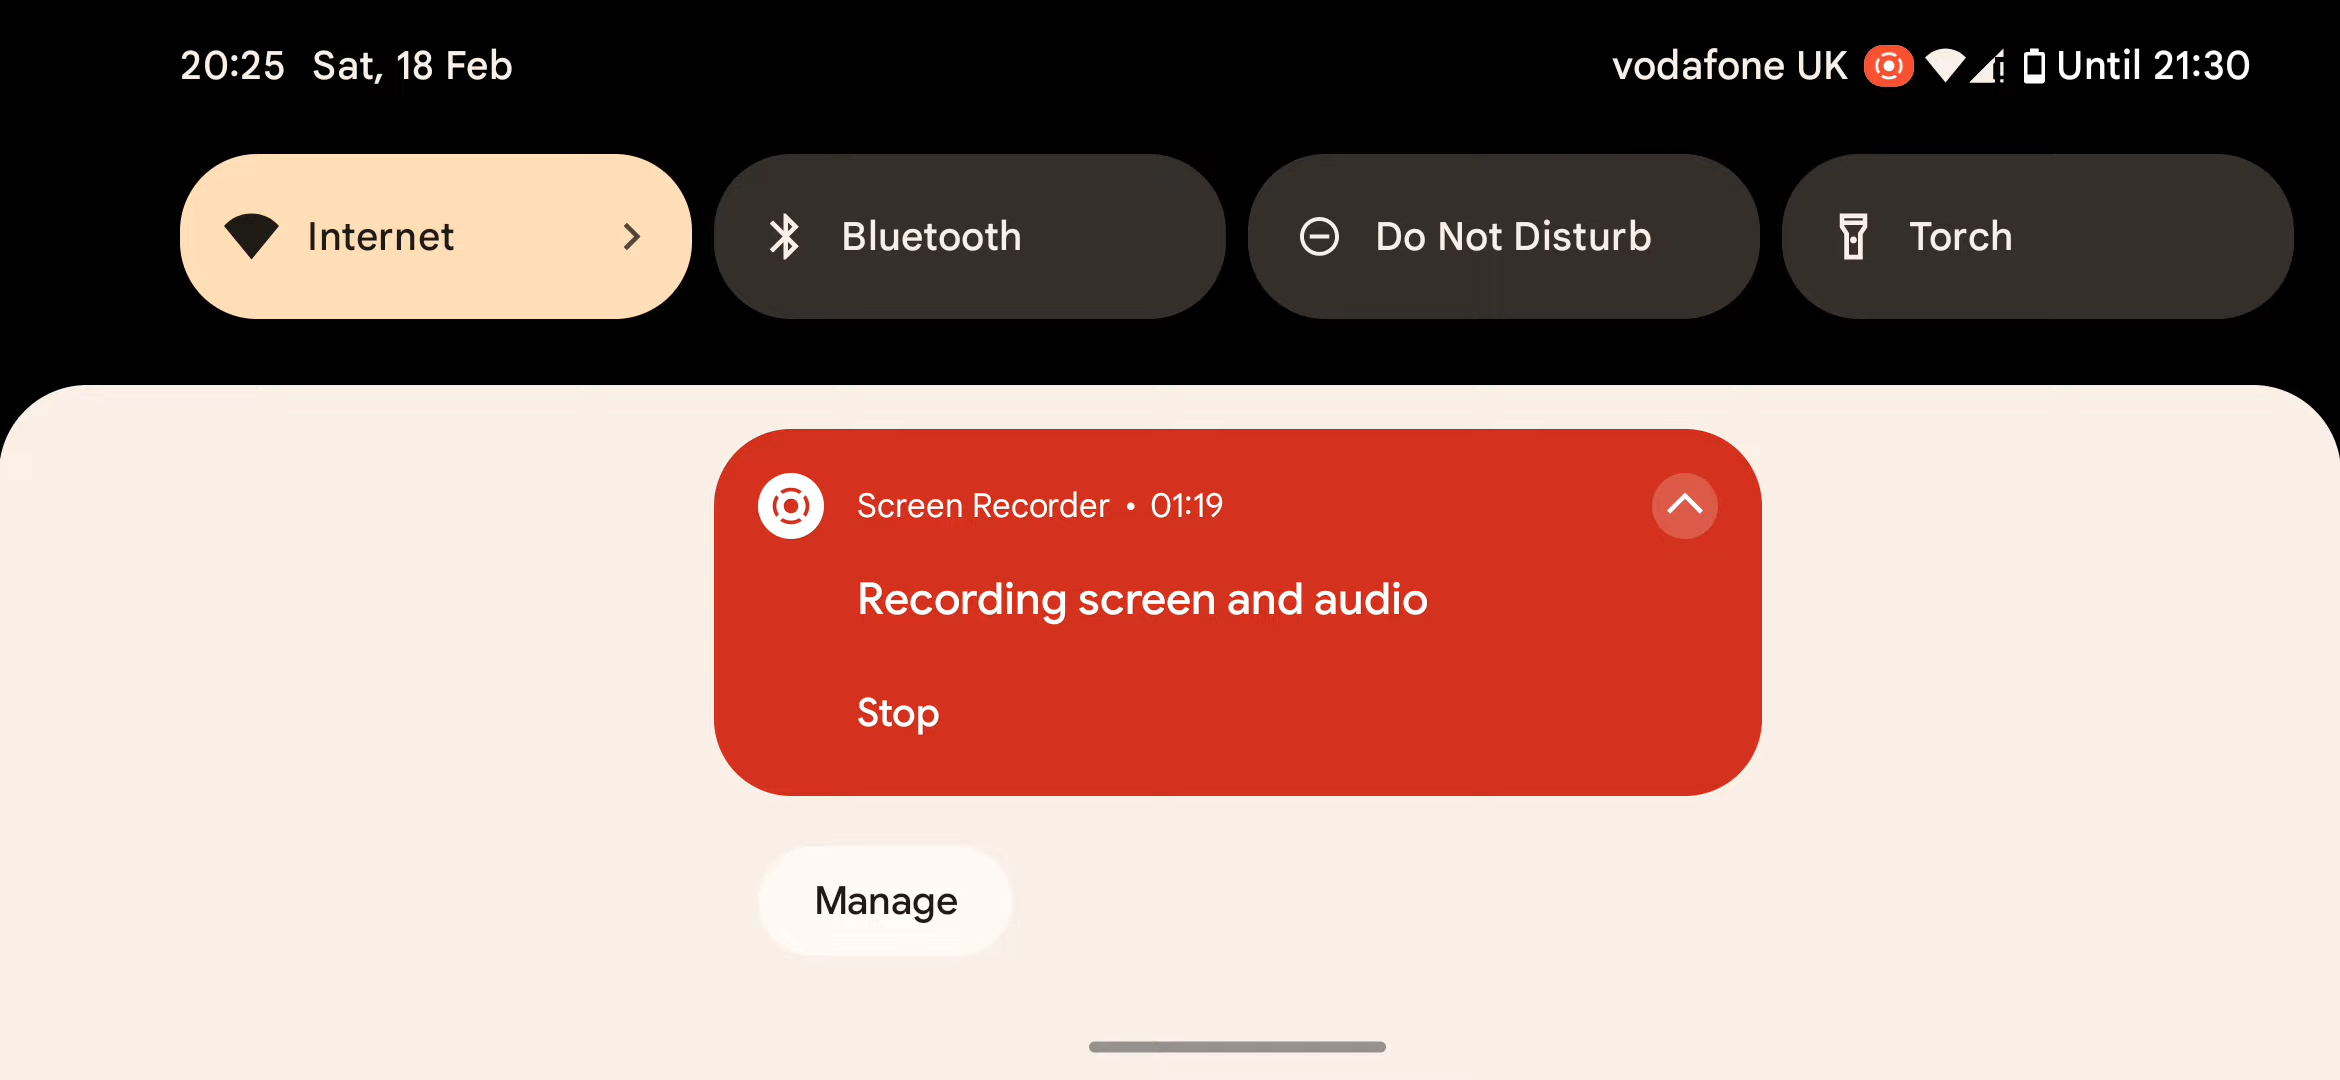 20:25 Sat, 18 Feb vodafone UK Until 21:30
Internet Bluetooth Do Not Disturb Torch
Screen Recorder • 01:19
Recording screen and audio
Stop
Manage